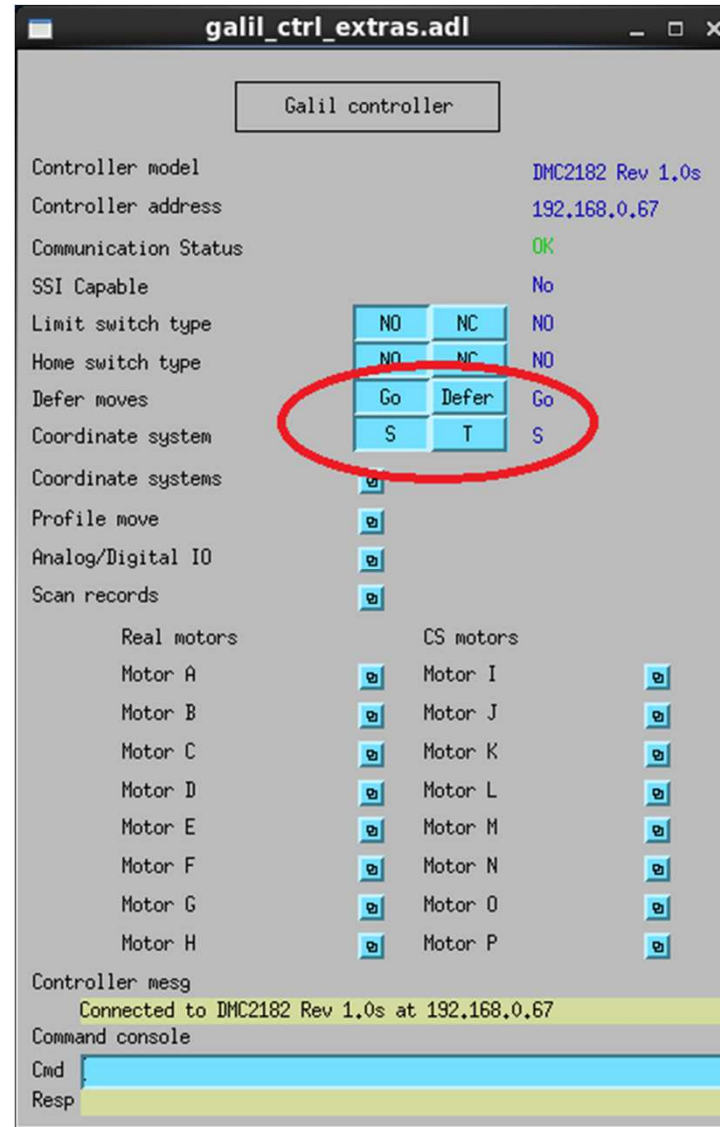 galil_ctrl_extras.adl
Galil controller
Controller model DMC2182 Rev 1.0s
Controller address 192.168.0.67
Communication Status OK
SSI Capable No
Limit switch type NO NC NO
Home switch type NO NC NO
Defer moves Go Defer Go
Coordinate system S T S
Coordinate systems
Profile move
Analog/Digital IO
Scan records
Real motors CS motors
Motor A Motor I
Motor B Motor J
Motor C Motor K
Motor D Motor L
Motor E Motor M
Motor F Motor N
Motor G Motor O
Motor H Motor P
Controller mesg
Connected to DMC2182 Rev 1.0s at 192.168.0.67
Command console
Cmd
Resp